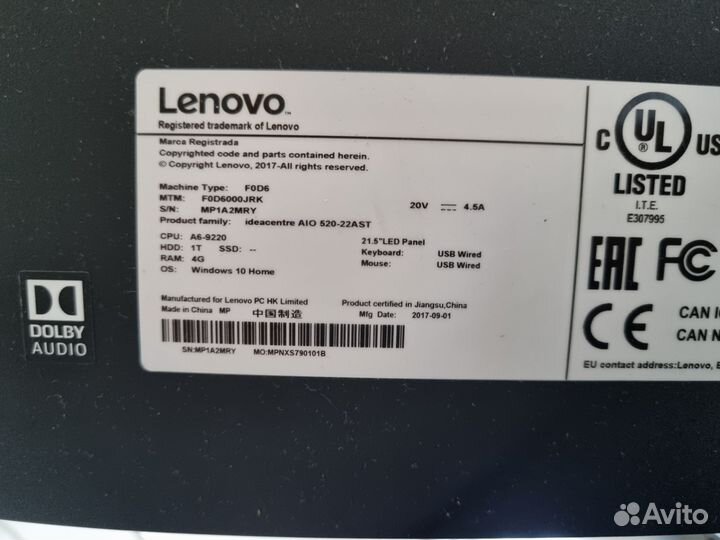 Lenovo™
Registered trademark of Lenovo
Marca Registrada
Copyrighted code and parts contained herein.
© Copyright Lenovo, 2017-All rights reserved.
Machine Type: F0D6
MTM: F0D6000JRK
S/N: MP1A2MRY
20V ⎓ 4.5A
Product family: ideacentre AIO 520-22AST
CPU: A6-9220
HDD: 1T SSD: --
RAM: 4G
OS: Windows 10 Home
21.5"LED Panel
Keyboard: USB Wired
Mouse: USB Wired
Manufactured for Lenovo PC HK Limited
Made in China MP 中国制造
Product certified in Jiangsu,China
Mfg Date: 2017-09-01
SN:MP1A2MRY MO:MPNXS790101B
C UL US
®
LISTED
I.T.E.
E307995
EAC FC
CE
CAN
CAN
EU contact address:Lenovo,
DOLBY
AUDIO
Avito